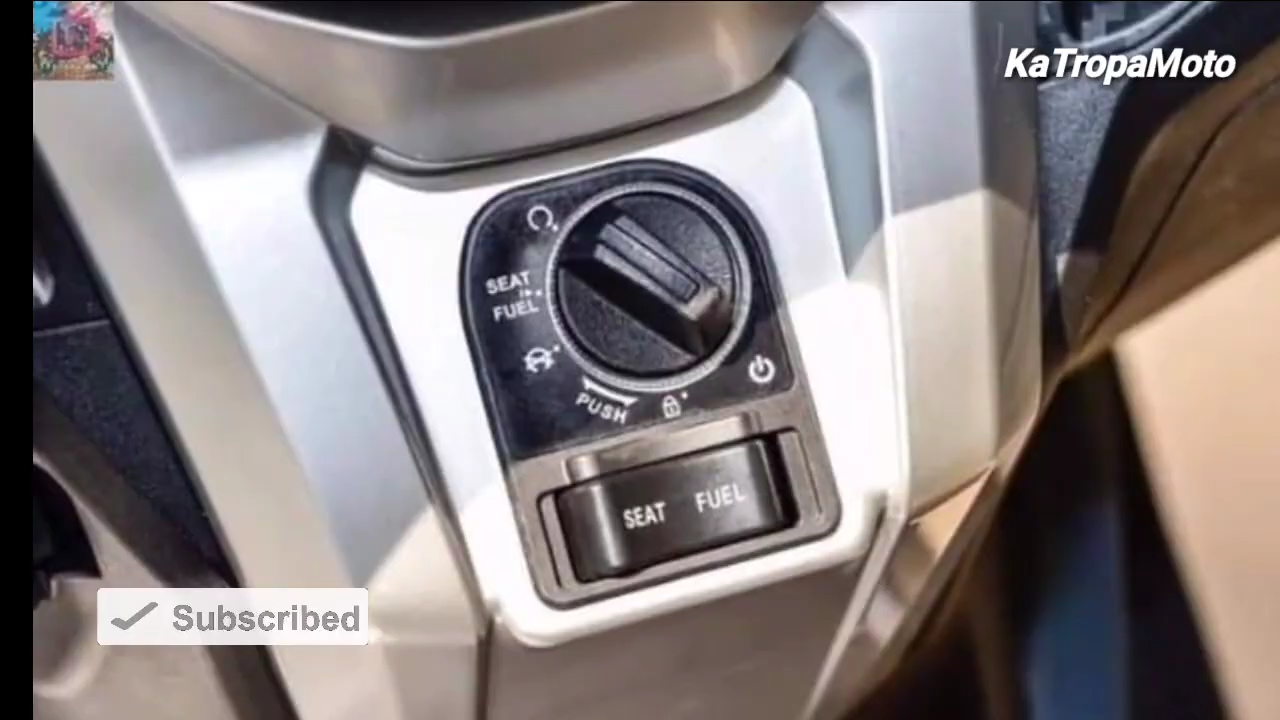 KaTropaMoto
SEAT
FUEL
PUSH
SEAT FUEL
Subscribed